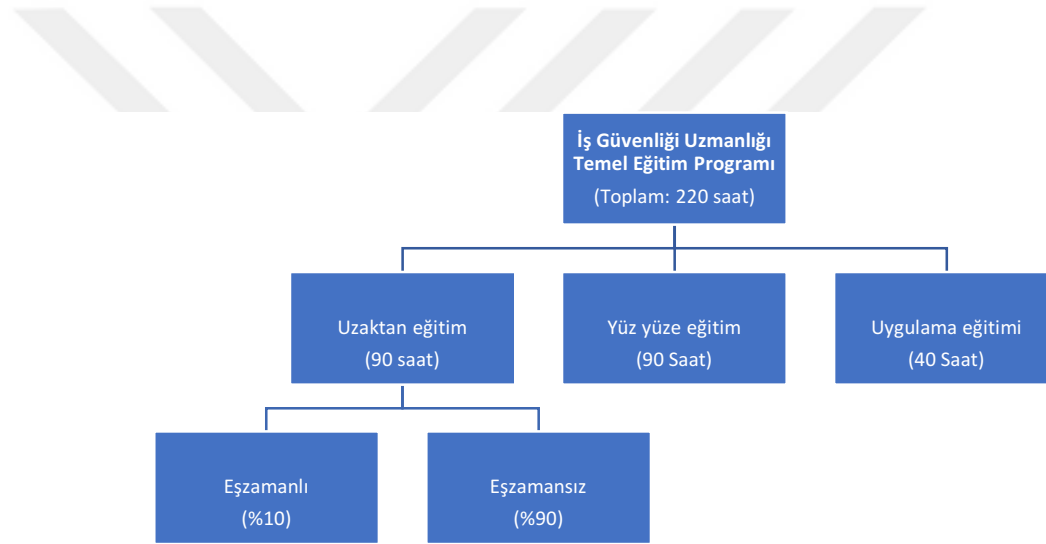 İş Güvenliği Uzmanlığı
Temel Eğitim Programı
(Toplam: 220 saat)
Uzaktan eğitim
(90 saat)
Yüz yüze eğitim
(90 Saat)
Uygulama eğitimi
(40 Saat)
Eşzamanlı
(%10)
Eşzamansız
(%90)